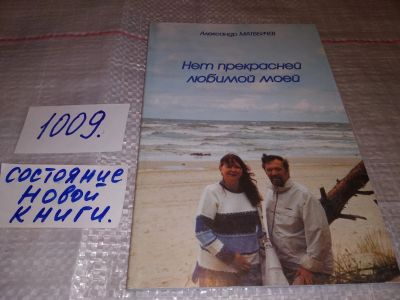 Александр МАТВЕИЧЕВ
Нет прекрасней
любимой моей
1009.
СОСТОЯНИЕ
НОВОЙ
КНИГИ.